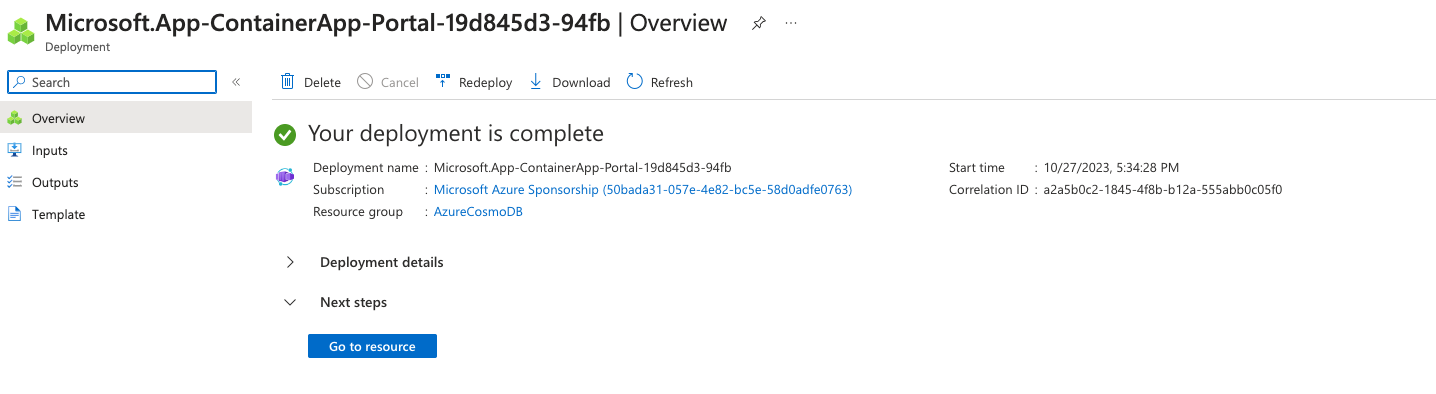 Microsoft.App-ContainerApp-Portal-19d845d3-94fb | Overview
Deployment
Search
Overview
Inputs
Outputs
Template
Delete Cancel Redeploy Download Refresh
Your deployment is complete
Deployment name : Microsoft.App-ContainerApp-Portal-19d845d3-94fb
Subscription : Microsoft Azure Sponsorship (50bada31-057e-4e82-bc5e-58d0adfe0763)
Resource group : AzureCosmoDB
Start time : 10/27/2023, 5:34:28 PM
Correlation ID : a2a5b0c2-1845-4f8b-b12a-555abb0c05f0
Deployment details
Next steps
Go to resource